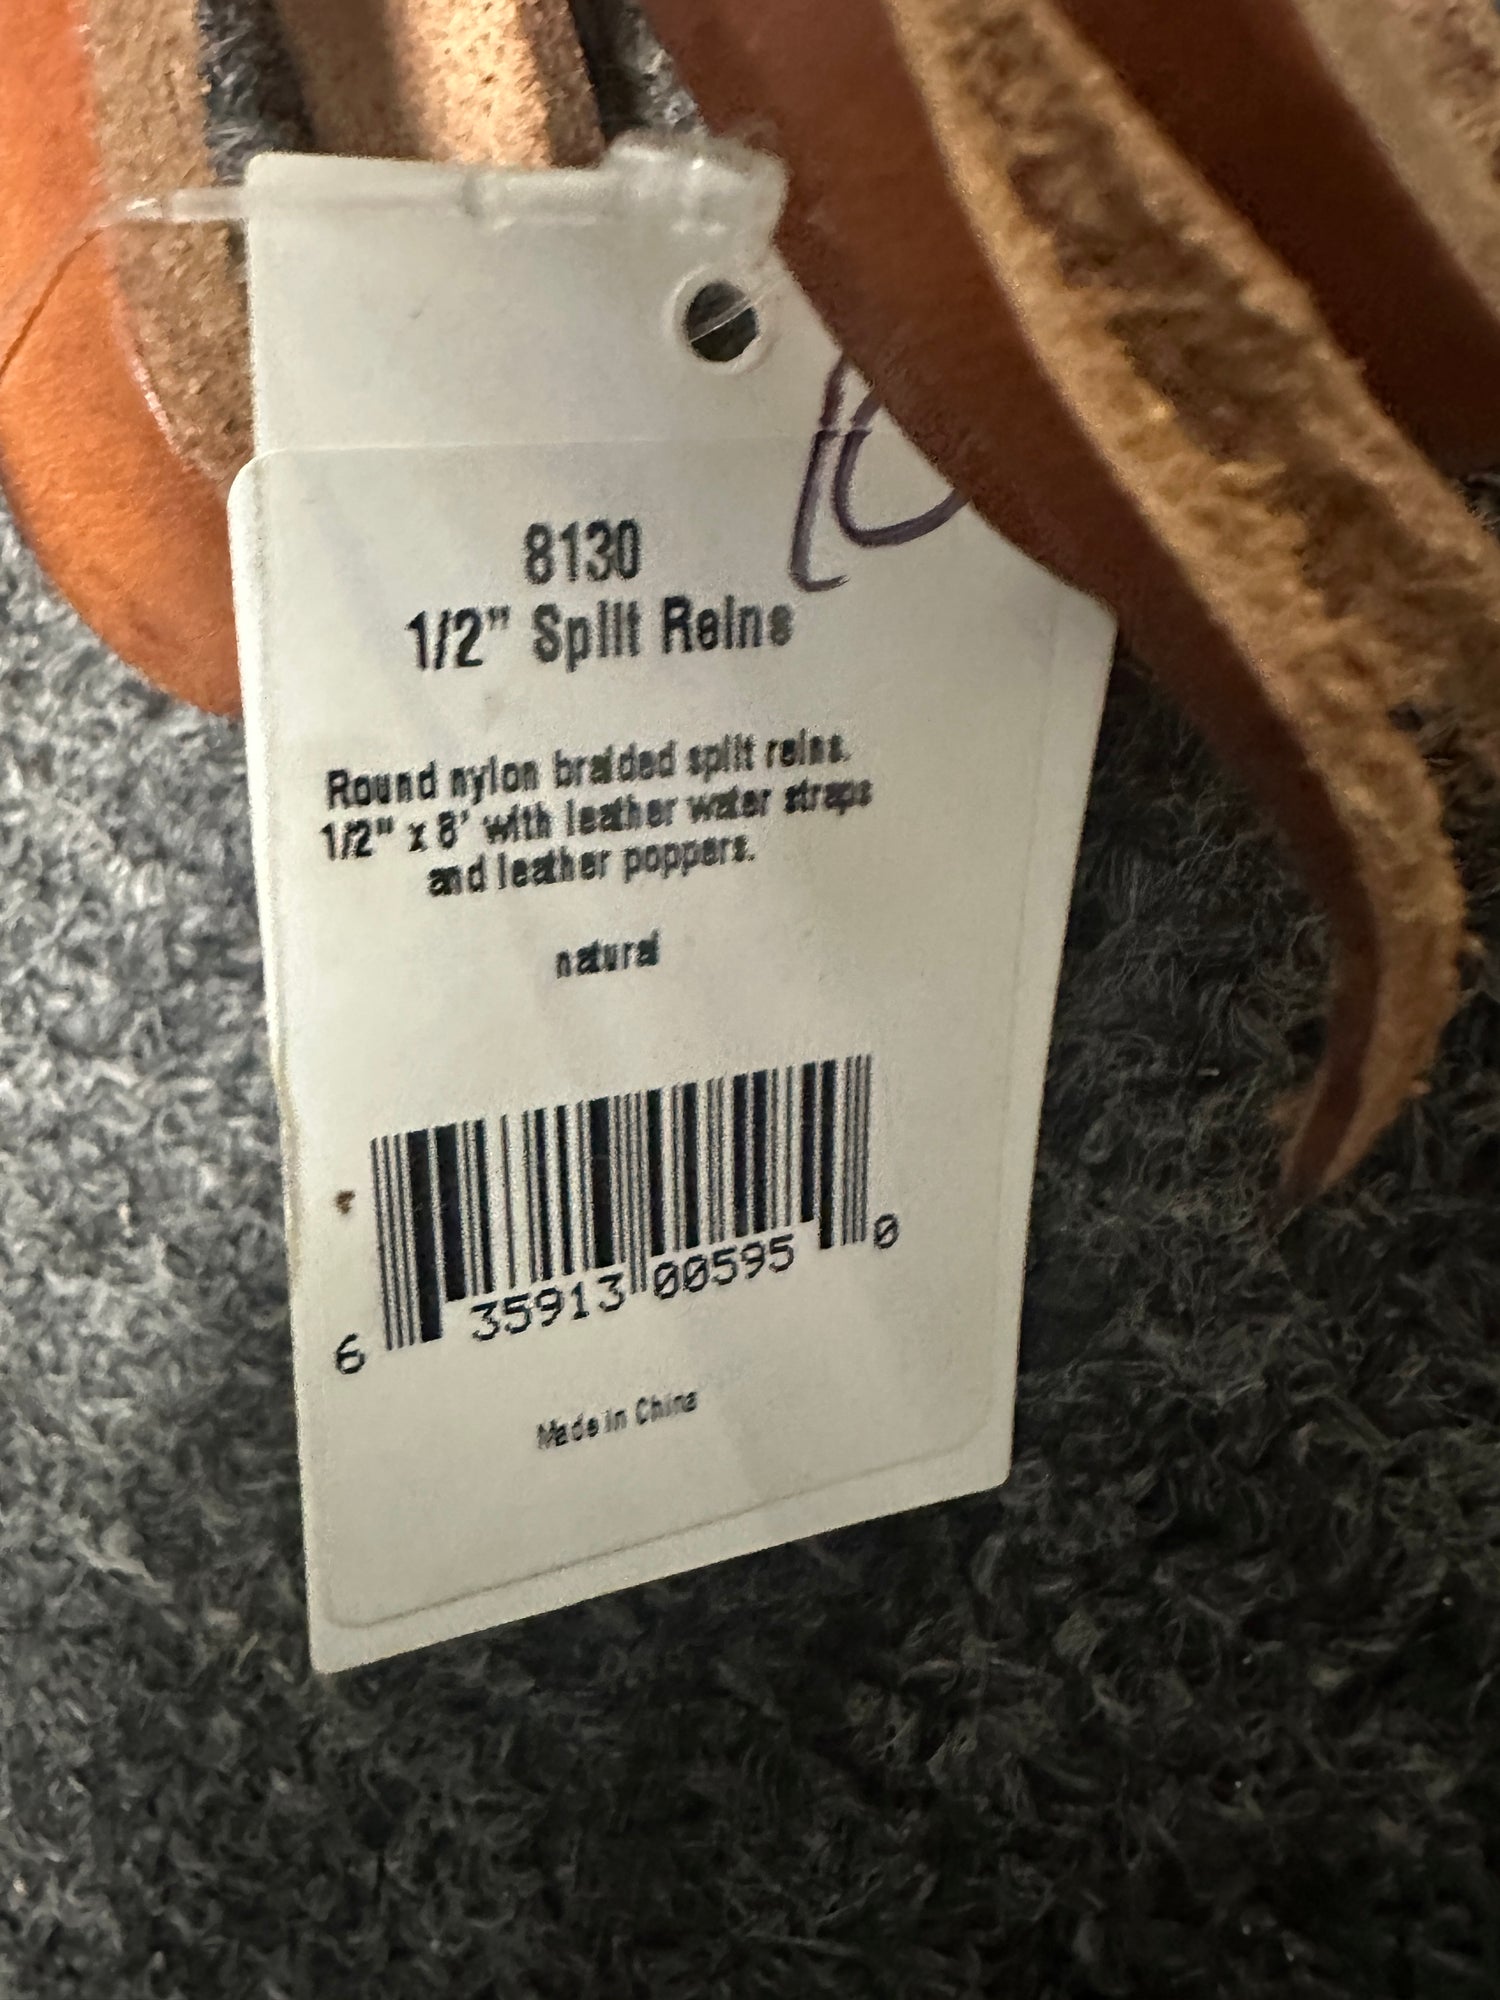 8130
1/2" Split Reins
Round nylon braided split reins.
1/2" x 8' with leather water straps
and leather poppers.
natural
6 35913 00595 0
Made in China